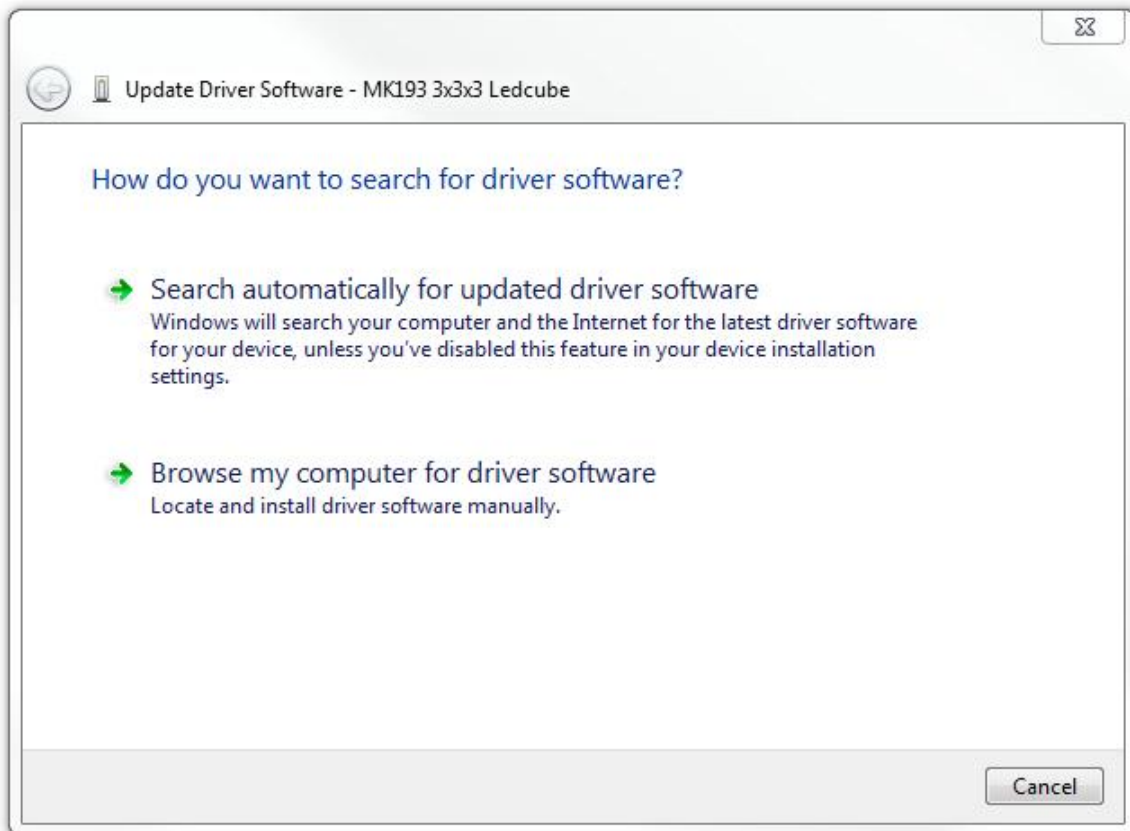 Update Driver Software - MK193 3x3x3 Ledcube
How do you want to search for driver software?
Search automatically for updated driver software
Windows will search your computer and the Internet for the latest driver software
for your device, unless you've disabled this feature in your device installation
settings.
Browse my computer for driver software
Locate and install driver software manually.
Cancel